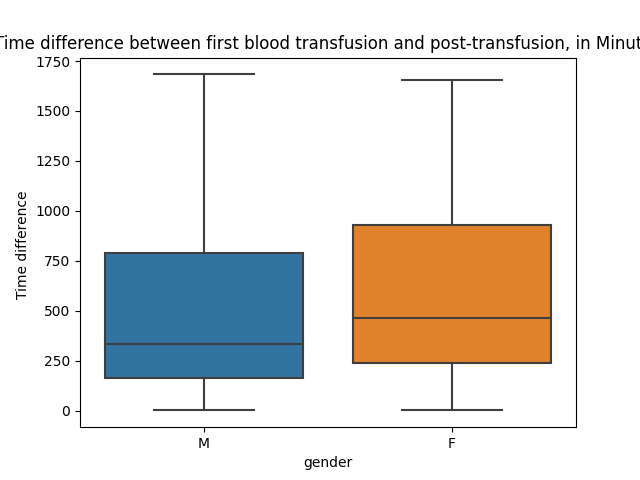 Time difference between first blood transfusion and post-transfusion, in Minut
1750
1500
1250
1000
750
500
250
0
Time difference
M F
gender